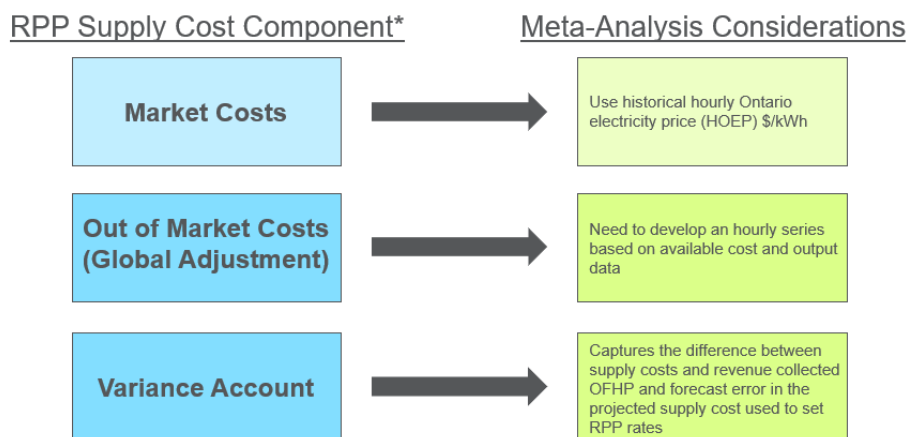 RPP Supply Cost Component*
Meta-Analysis Considerations
Market Costs
Use historical hourly Ontario
electricity price (HOEP) $/kWh
Out of Market Costs
(Global Adjustment)
Need to develop an hourly series
based on available cost and output
data
Variance Account
Captures the difference between
supply costs and revenue collected
OFHP and forecast error in the
projected supply cost used to set
RPP rates